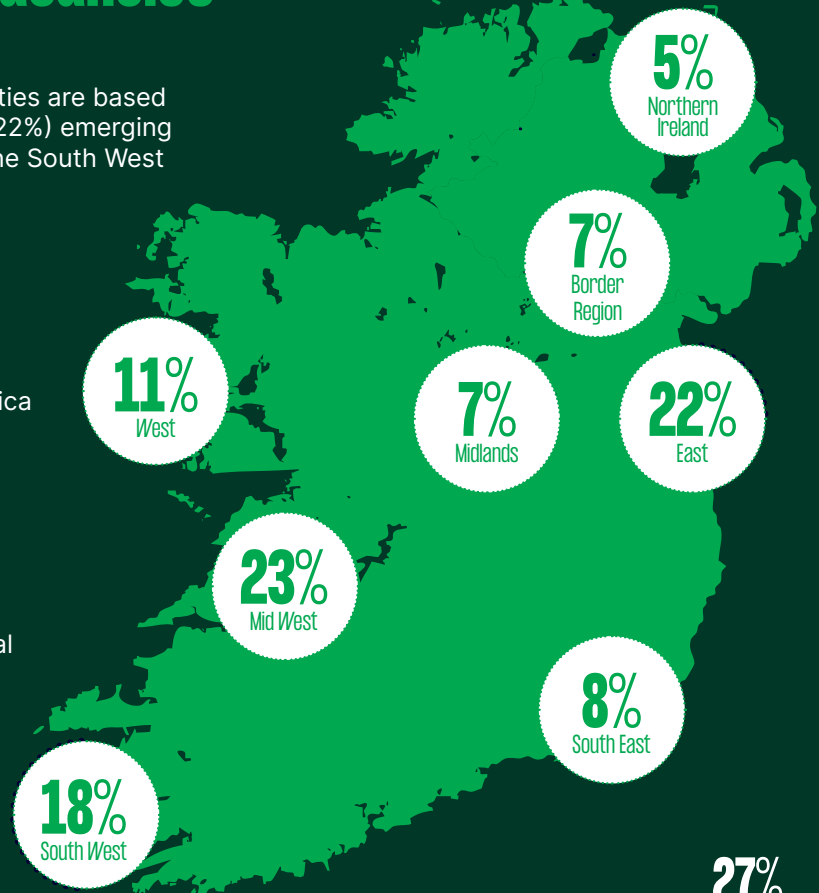 ties are based
22%) emerging
he South West
5%
Northern
Ireland
7%
Border
Region
11%
West
ica
7%
Midlands
22%
East
23%
Mid West
al
8%
South East
18%
South West
27%